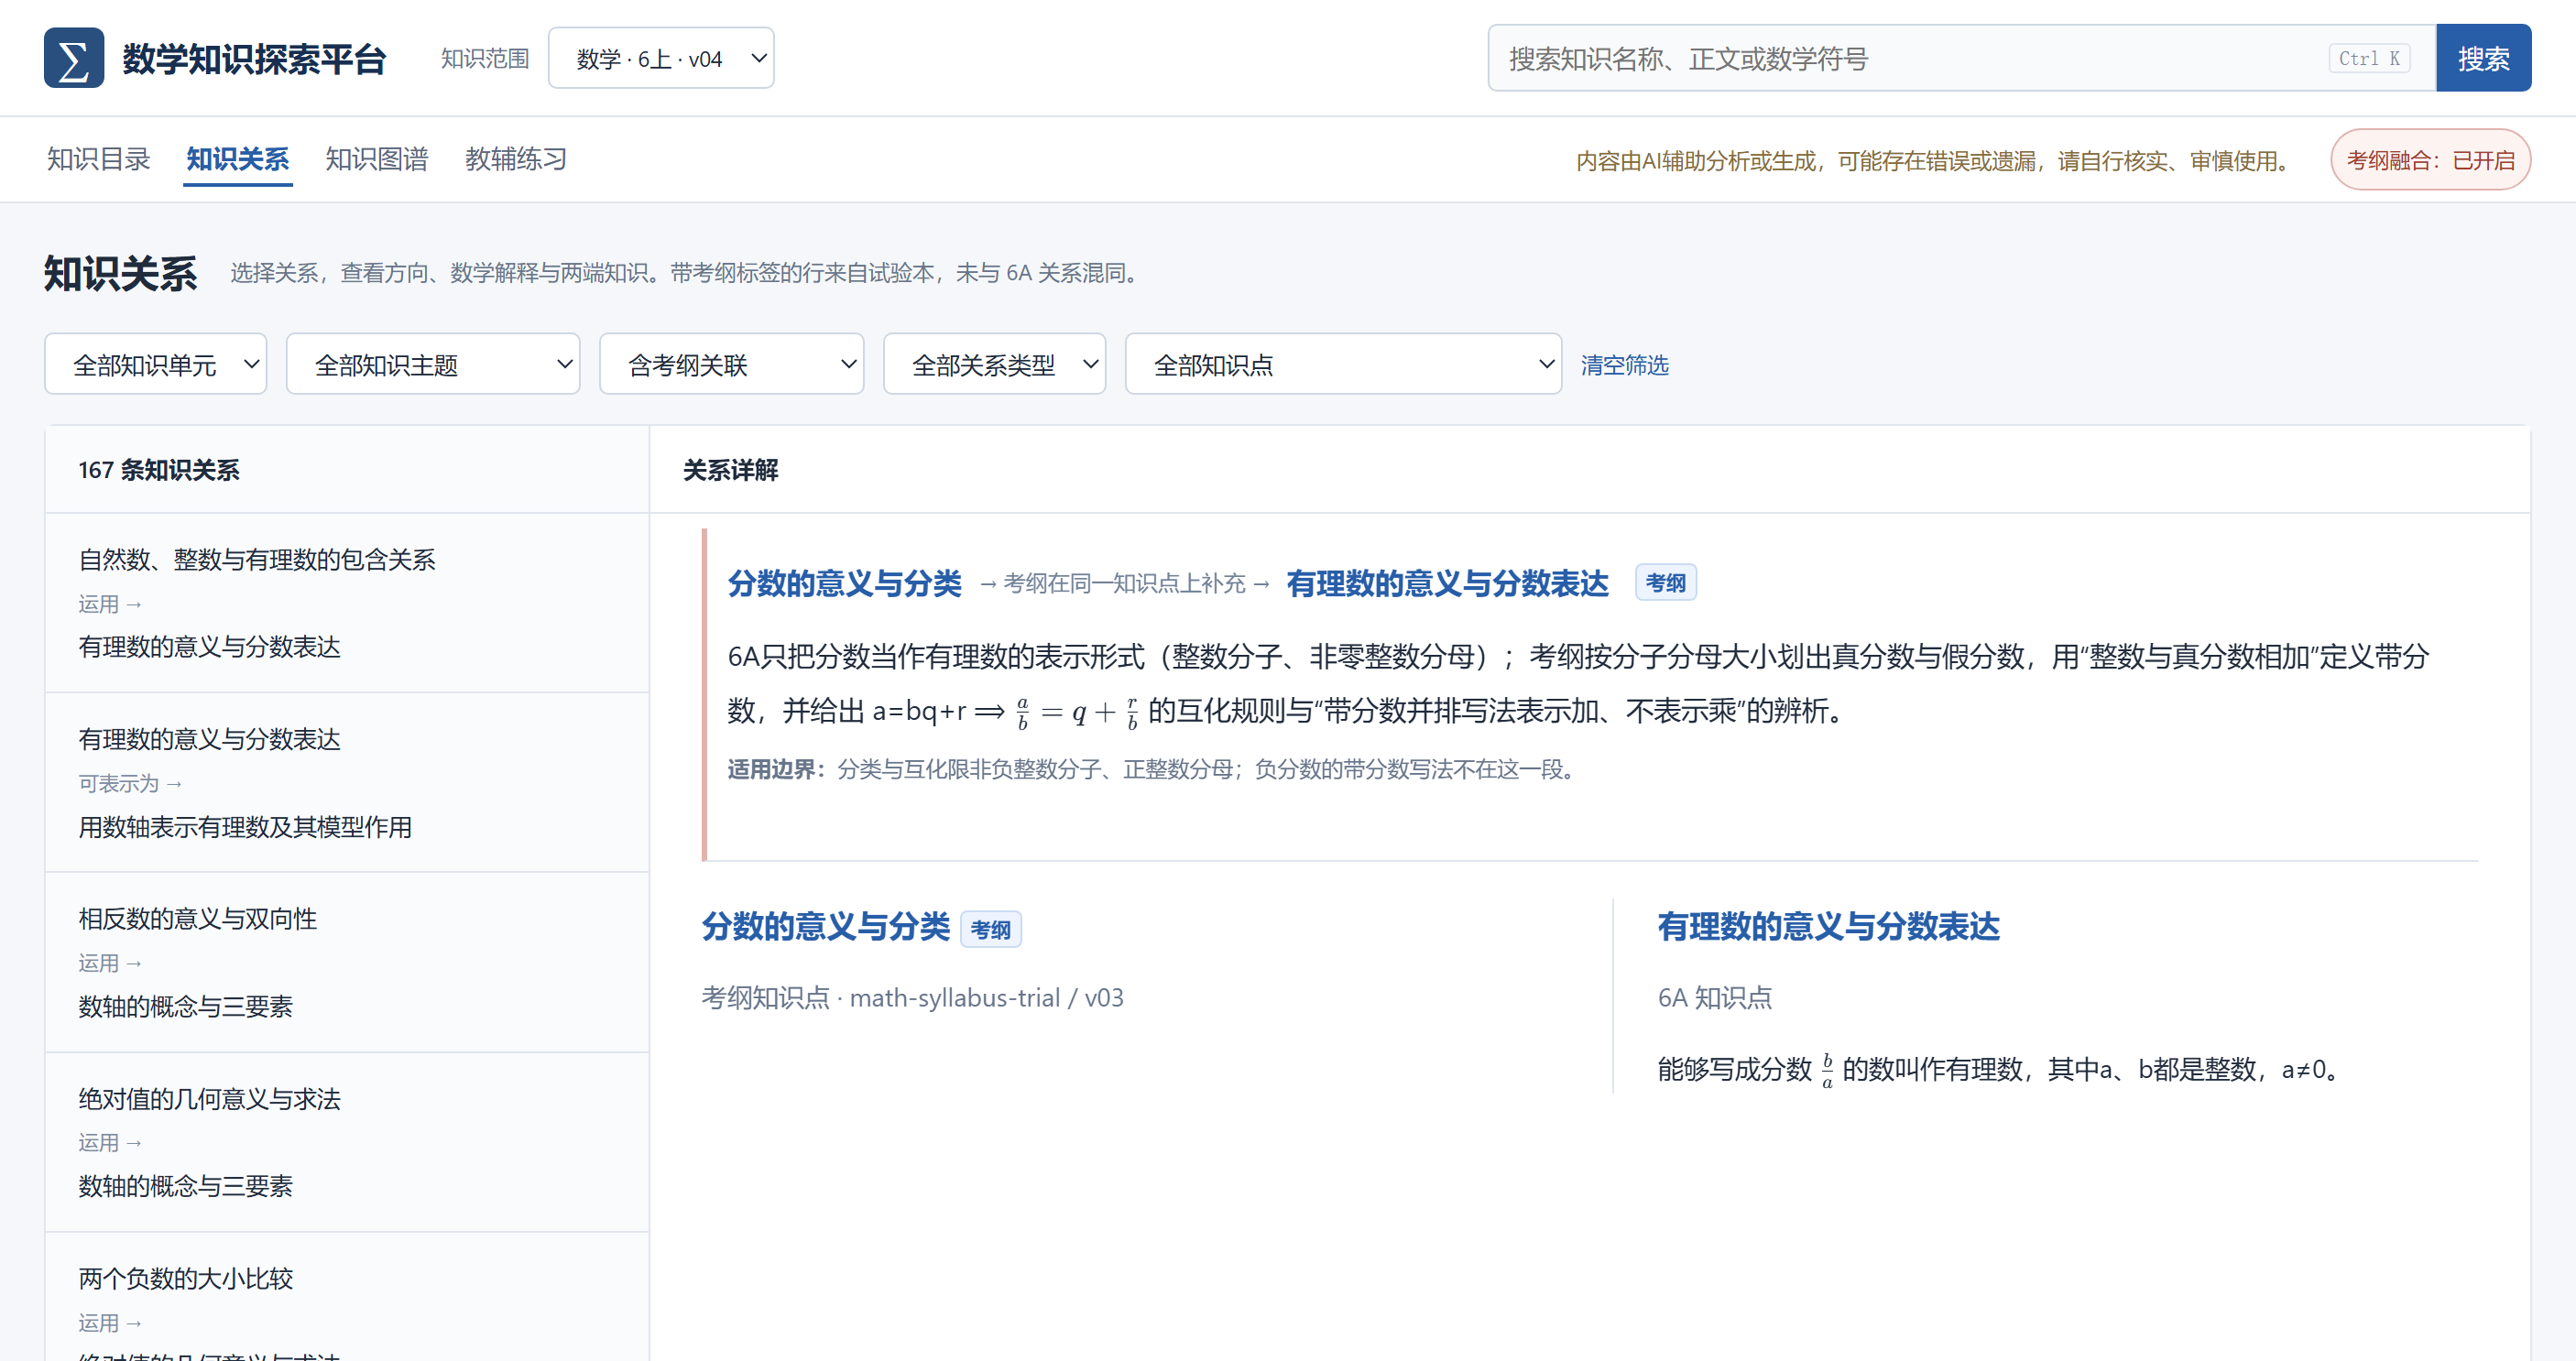 ∑ 数学知识探索平台 知识范围 数学 · 6上 · v04 搜索知识名称、正文或数学符号 Ctrl K 搜索
知识目录 知识关系 知识图谱 教辅练习 内容由AI辅助分析或生成，可能存在错误或遗漏，请自行核实、审慎使用。 考纲融合：已开启
知识关系 选择关系，查看方向、数学解释与两端知识。带考纲标签的行来自试验本，未与 6A 关系混同。
全部知识单元 全部知识主题 含考纲关联 全部关系类型 全部知识点 清空筛选
167 条知识关系
自然数、整数与有理数的包含关系
运用 →
有理数的意义与分数表达
有理数的意义与分数表达
可表示为 →
用数轴表示有理数及其模型作用
相反数的意义与双向性
运用 →
数轴的概念与三要素
绝对值的几何意义与求法
运用 →
数轴的概念与三要素
两个负数的大小比较
运用 →
绝对值的几何意义与求法
关系详解
分数的意义与分类 → 考纲在同一知识点上补充 → 有理数的意义与分数表达 考纲
6A只把分数当作有理数的表示形式（整数分子、非零整数分母）；考纲按分子分母大小划出真分数与假分数，用“整数与真分数相加”定义带分
数，并给出 a=bq+r ⟹ a/b = q + r/b 的互化规则与“带分数并排写法表示加、不表示乘”的辨析。
适用边界：分类与互化限非负整数分子、正整数分母；负分数的带分数写法不在这一段。
分数的意义与分类 考纲
考纲知识点 · math-syllabus-trial / v03
有理数的意义与分数表达
6A 知识点
能够写成分数 b/a 的数叫作有理数，其中a、b都是整数，a≠0。